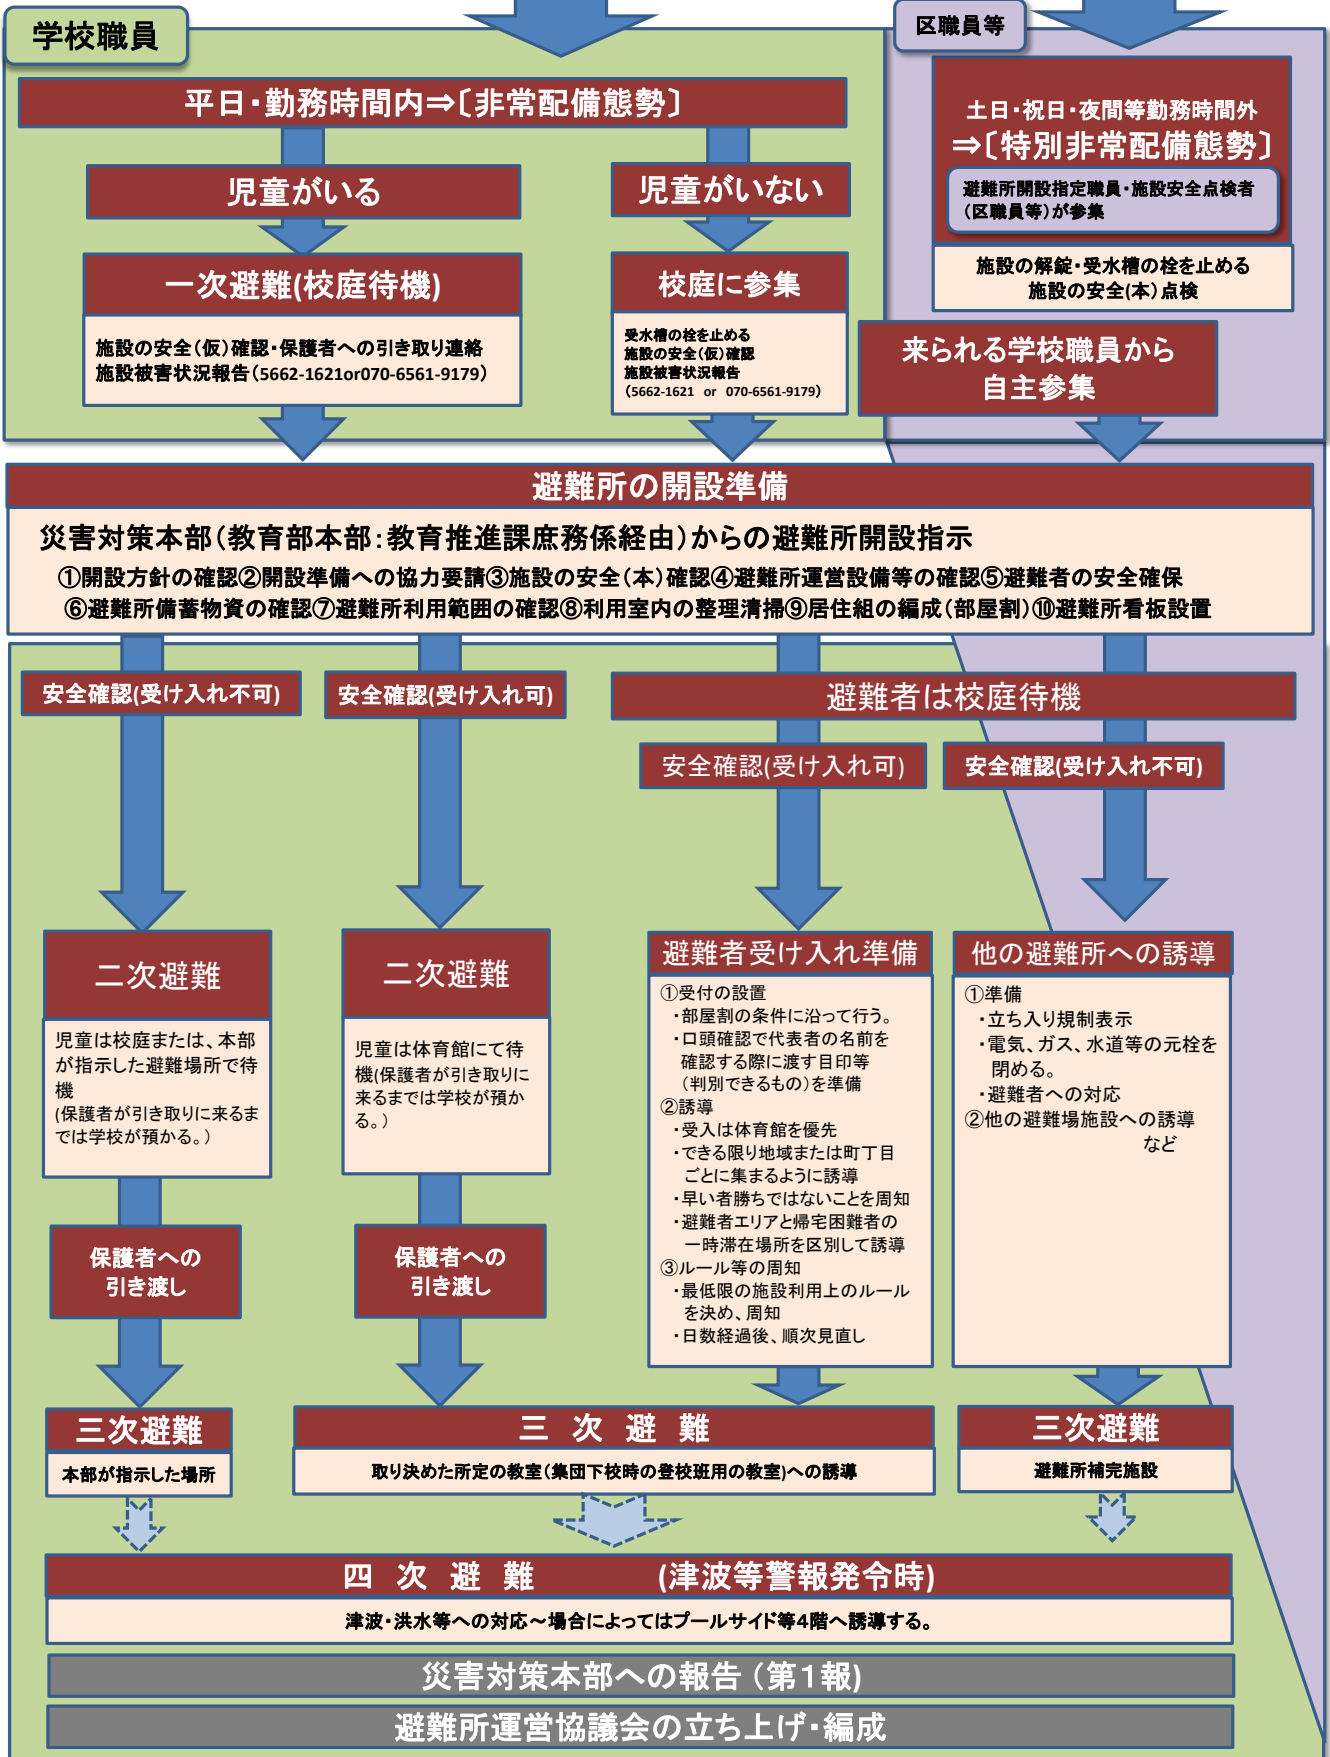 学校職員
区職員等
平日・勤務時間内⇒〔非常配備態勢〕
児童がいる
児童がいない
一次避難(校庭待機)
施設の安全（仮）確認・保護者への引き取り連絡
施設被害状況報告（5662-1621or070-6561-9179）
校庭に参集
受水槽の栓を止める
施設の安全（仮）確認
施設被害状況報告
（5662-1621 or 070-6561-9179）
土日・祝日・夜間等勤務時間外
⇒〔特別非常配備態勢〕
避難所開設指定職員・施設安全点検者
（区職員等）が参集
施設の解錠・受水槽の栓を止める
施設の安全(本）点検
来られる学校職員から
自主参集
避難所の開設準備
災害対策本部（教育部本部：教育推進課庶務係経由）からの避難所開設指示
①開設方針の確認②開設準備への協力要請③施設の安全（本）確認④避難所運営設備等の確認⑤避難者の安全確保
⑥避難所備蓄物資の確認⑦避難所利用範囲の確認⑧利用室内の整理清掃⑨居住組の編成（部屋割）⑩避難所看板設置
安全確認(受け入れ不可)
安全確認(受け入れ可)
避難者は校庭待機
安全確認(受け入れ可)
安全確認(受け入れ不可)
二次避難
児童は校庭または、本部
が指示した避難場所で待
機
(保護者が引き取りに来るま
では学校が預かる。）
二次避難
児童は体育館にて待
機(保護者が引き取りに
来るまでは学校が預か
る。）
避難者受け入れ準備
①受付の設置
・部屋割の条件に沿って行う。
・口頭確認で代表者の名前を
確認する際に渡す目印等
（判別できるもの）を準備
②誘導
・受入は体育館を優先
・できる限り地域または町丁目
ごとに集まるように誘導
・早い者勝ちではないことを周知
・避難者エリアと帰宅困難者の
一時滞在場所を区別して誘導
③ルール等の周知
・最低限の施設利用上のルール
を決め、周知
・日数経過後、順次見直し
他の避難所への誘導
①準備
・立ち入り規制表示
・電気、ガス、水道等の元栓を
閉める。
・避難者への対応
②他の避難場施設への誘導
など
保護者への
引き渡し
保護者への
引き渡し
三次避難
本部が指示した場所
三 次 避 難
取り決めた所定の教室（集団下校時の登校班用の教室)への誘導
三次避難
避難所補完施設
四 次 避 難 (津波等警報発令時)
津波・洪水等への対応～場合によってはプールサイド等4階へ誘導する。
災害対策本部への報告（第１報)
避難所運営協議会の立ち上げ・編成